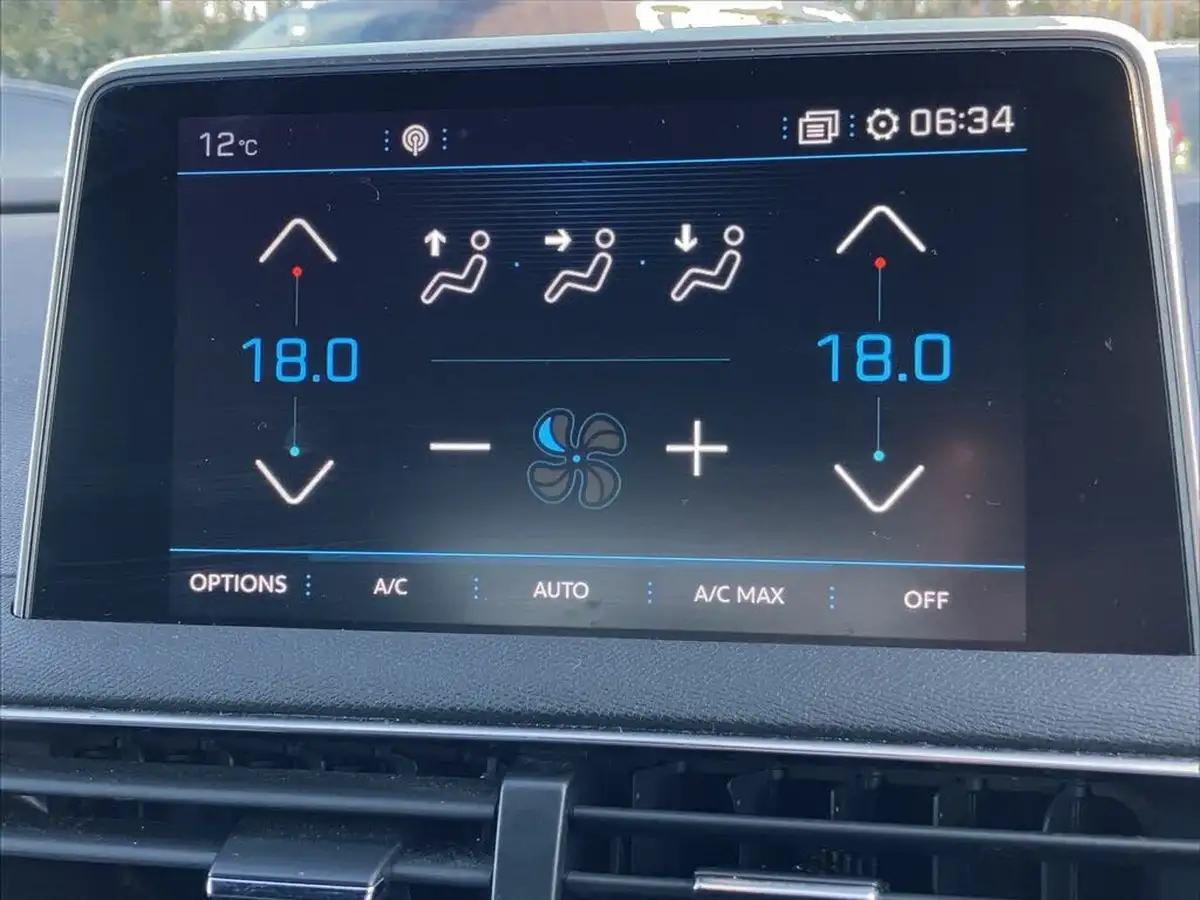 12°C 06:34
18.0 18.0
OPTIONS A/C AUTO A/C MAX OFF